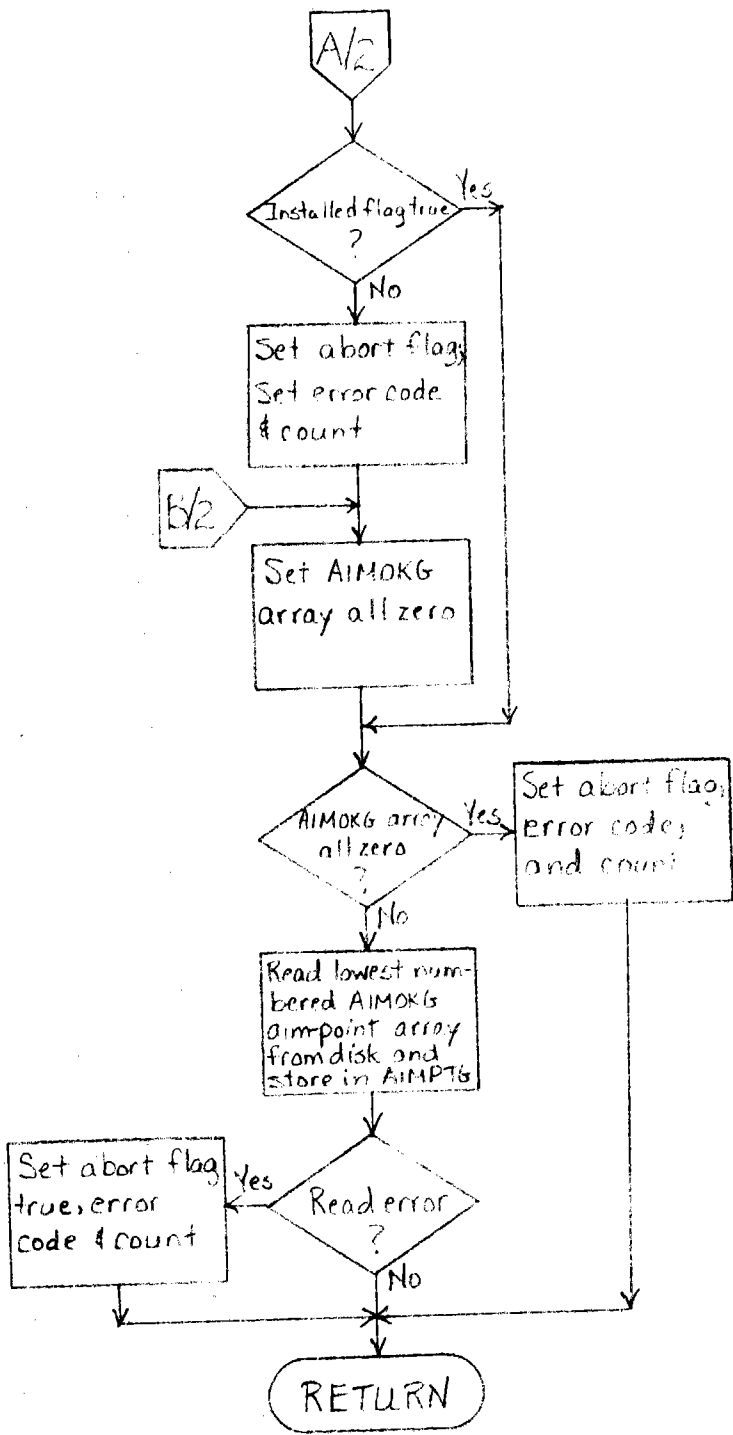 A/2
Installed flag true
?
Yes
No
Set abort flag;
Set error code
& count
B/2
Set AIMOKG
array all zero
AIMOKG array
all zero
?
Yes
Set abort flag,
error code,
and count
No
Read lowest num-
bered AIMOKG
aim-point array
from disk and
store in AIMPTG
Set abort flag
true, error
code & count
Yes
Read error
?
No
RETURN